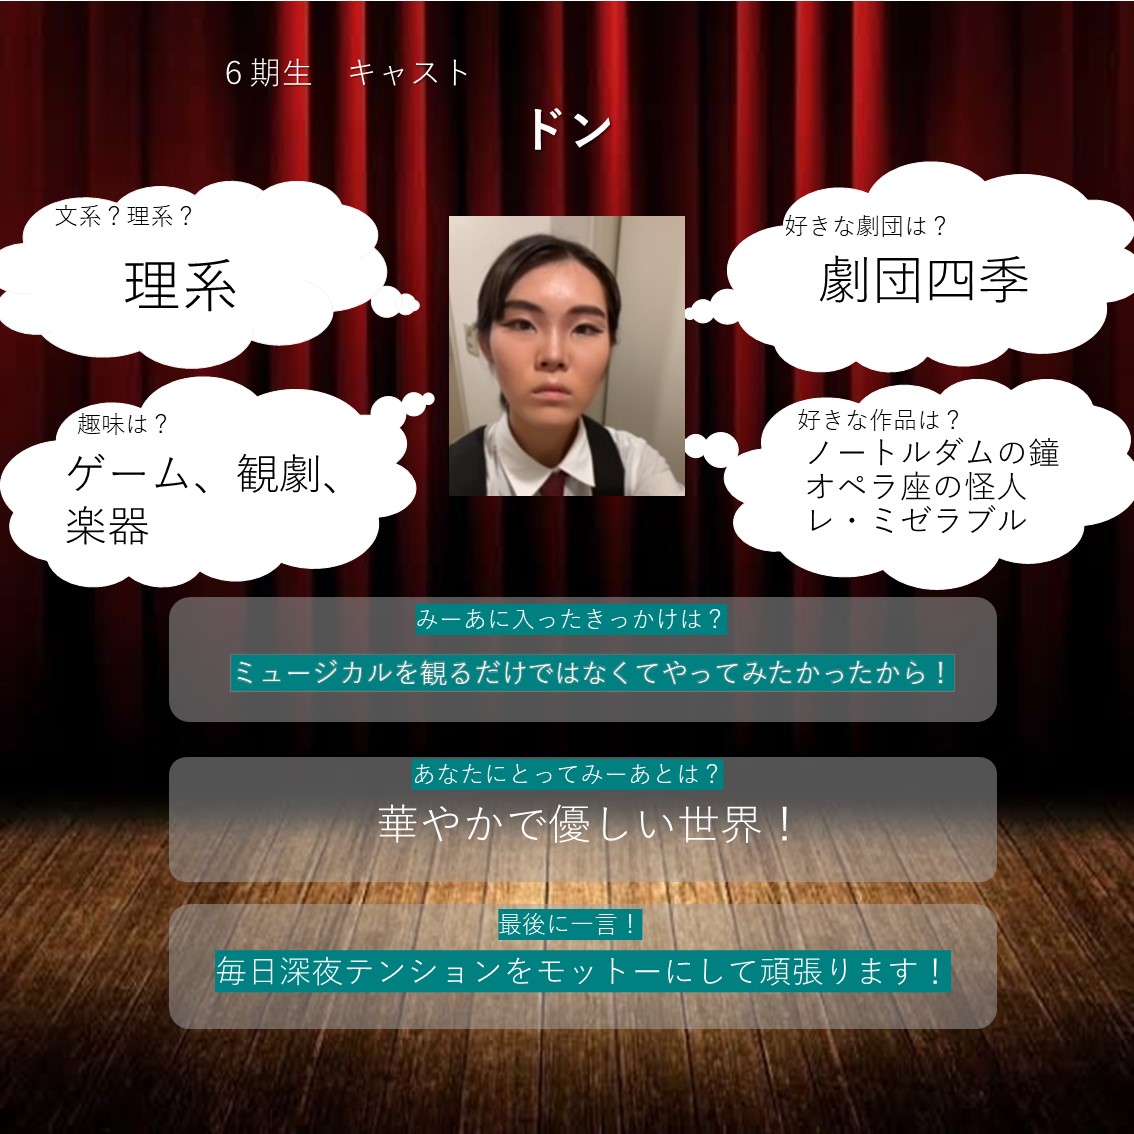 ６期生　キャスト
ドン
文系？理系？
理系
好きな劇団は？
劇団四季
趣味は？
ゲーム、観劇、
楽器
好きな作品は？
ノートルダムの鐘
オペラ座の怪人
レ・ミゼラブル
みーあに入ったきっかけは？
ミュージカルを観るだけではなくてやってみたかったから！
あなたにとってみーあとは？
華やかで優しい世界！
最後に一言！
毎日深夜テンションをモットーにして頑張ります！